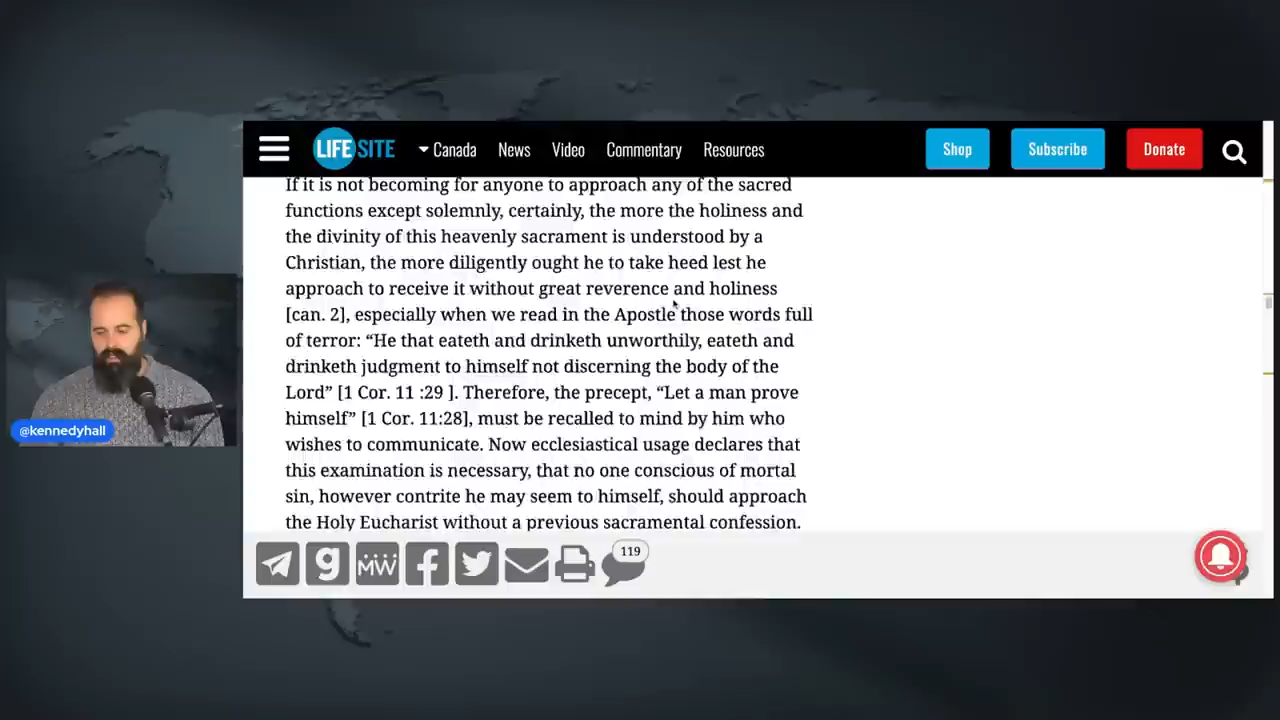 LIFE SITE
Canada
News
Video
Commentary
Resources
Shop
Subscribe
Donate
If it is not becoming for anyone to approach any of the sacred
functions except solemnly, certainly, the more the holiness and
the divinity of this heavenly sacrament is understood by a
Christian, the more diligently ought he to take heed lest he
approach to receive it without great reverence and holiness
[can. 2], especially when we read in the Apostle those words full
of terror: “He that eateth and drinketh unworthily, eateth and
drinketh judgment to himself not discerning the body of the
Lord” [1 Cor. 11 :29 ]. Therefore, the precept, “Let a man prove
himself” [1 Cor. 11:28], must be recalled to mind by him who
wishes to communicate. Now ecclesiastical usage declares that
this examination is necessary, that no one conscious of mortal
sin, however contrite he may seem to himself, should approach
the Holy Eucharist without a previous sacramental confession.
@kennedyhall
g
MW
f
119